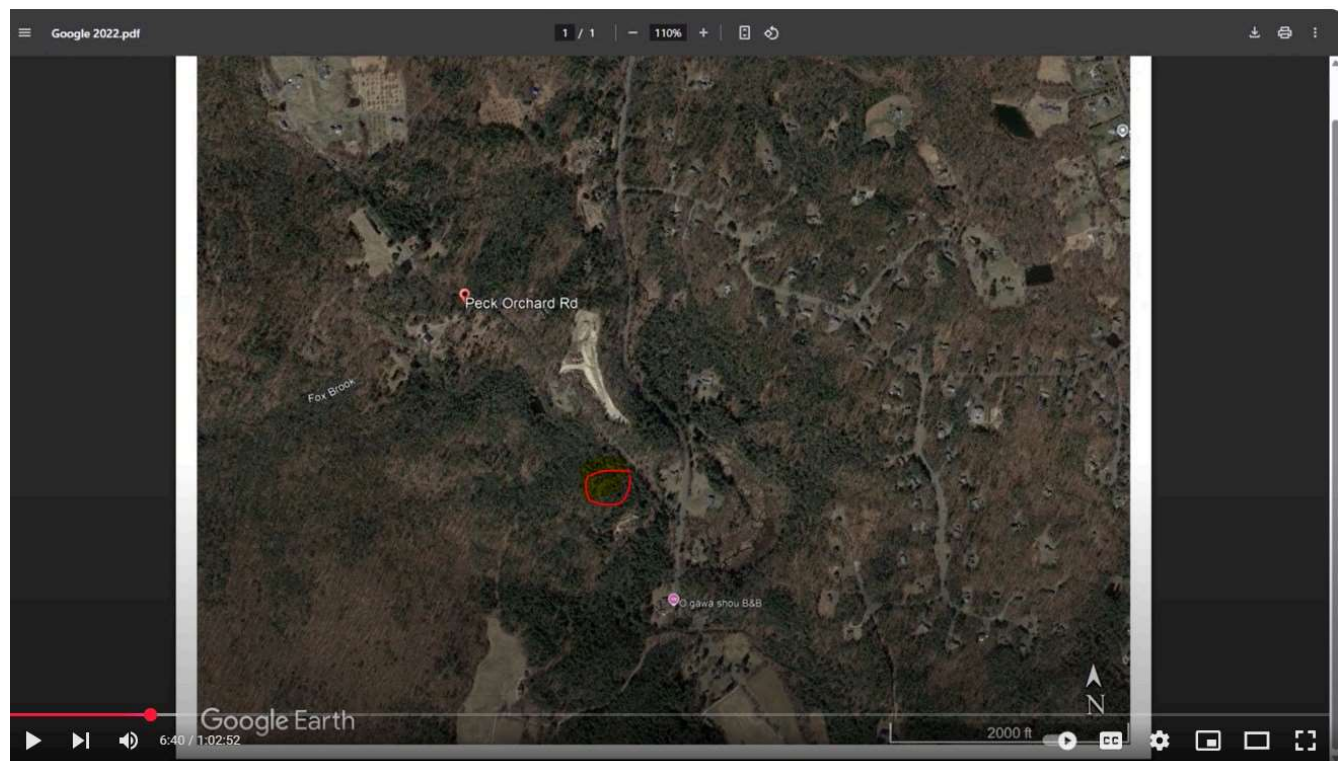 Google 2022.pdf
1 / 1
110%
Peck Orchard Rd
Fox Brook
O gawa shou B&B
N
Google Earth
2000 ft
6:40 / 1:02:52
CC